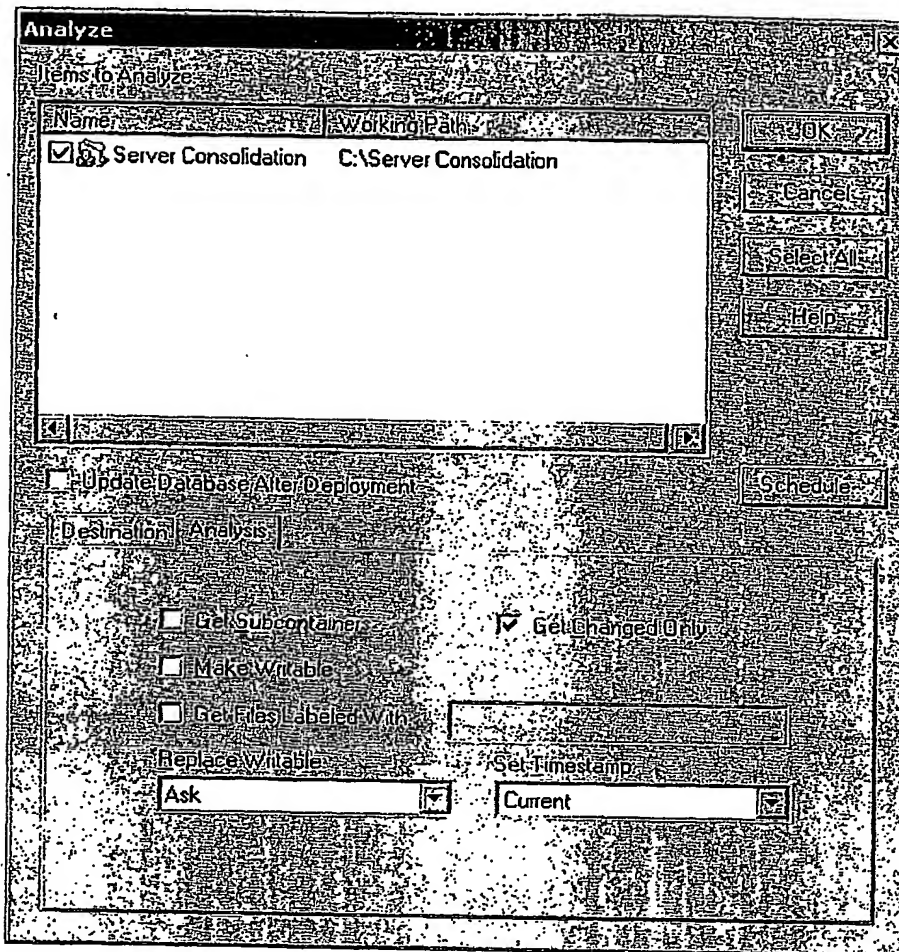 Analyze
Items to Analyze
Name Working Path
Server Consolidation C:\Server Consolidation
OK
Cancel
Select All
Help
Update Database After Deployment
Schedule
Destination Analysis
Get Subcontainers Get Changed Only
Make Writable
Get Files Labeled With
Replace Writable Set Timestamp
Ask Current